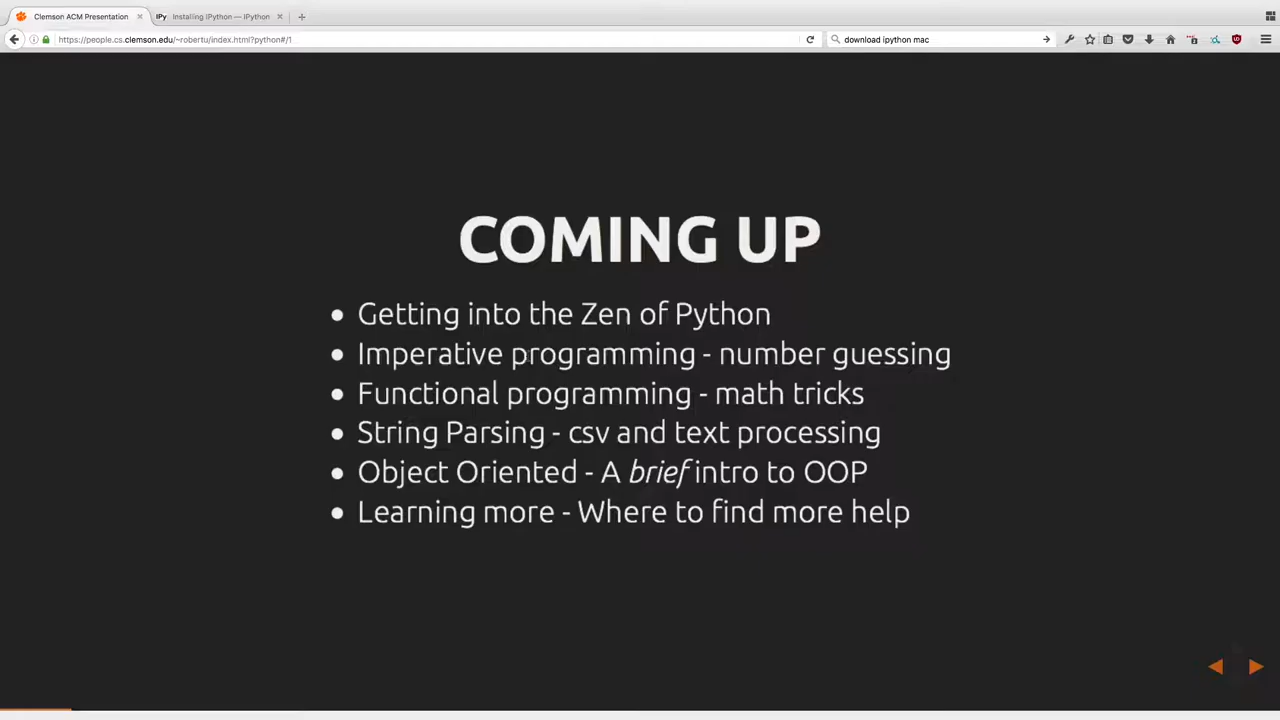 Clemson ACM Presentation
IPy Installing IPython — IPython
https://people.cs.clemson.edu/~robertu/index.html?python#/1
download ipython mac
COMING UP
Getting into the Zen of Python
Imperative programming - number guessing
Functional programming - math tricks
String Parsing - csv and text processing
Object Oriented - A brief intro to OOP
Learning more - Where to find more help